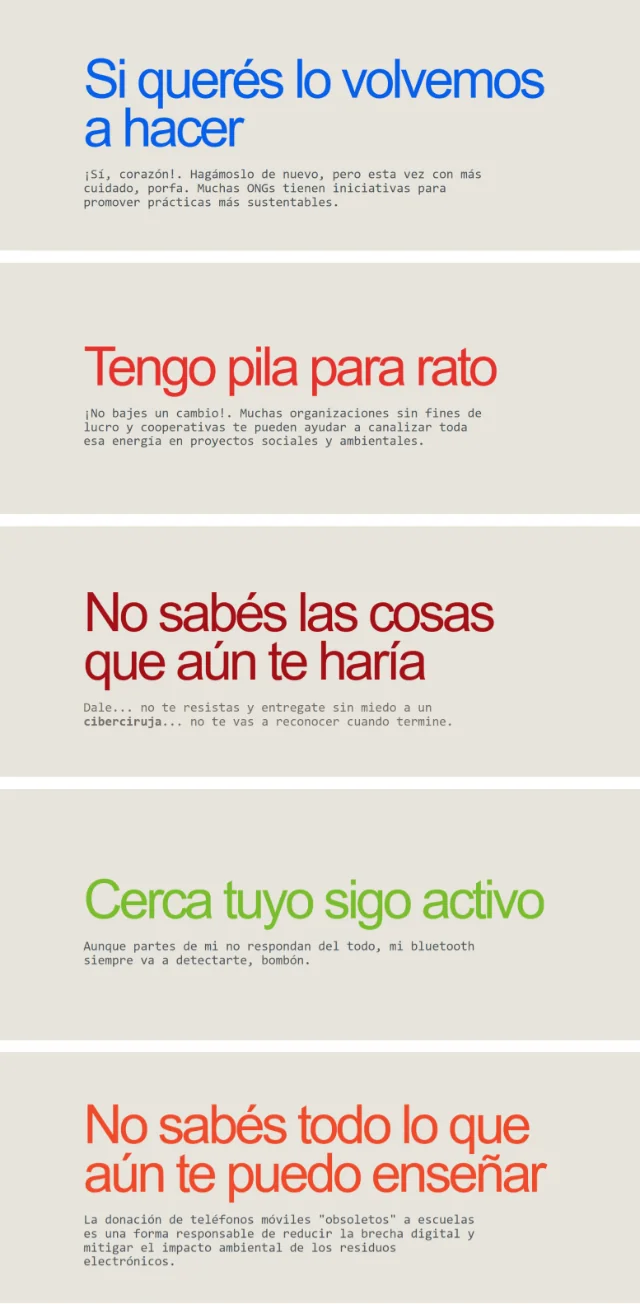 Si querés lo volvemos
a hacer
¡Sí, corazón!. Hagámoslo de nuevo, pero esta vez con más
cuidado, porfa. Muchas ONGs tienen iniciativas para
promover prácticas más sustentables.
Tengo pila para rato
¡No bajes un cambio!. Muchas organizaciones sin fines de
lucro y cooperativas te pueden ayudar a canalizar toda
esa energía en proyectos sociales y ambientales.
No sabés las cosas
que aún te haría
Dale... no te resistas y entregate sin miedo a un
ciberciruja... no te vas a reconocer cuando termine.
Cerca tuyo sigo activo
Aunque partes de mi no respondan del todo, mi bluetooth
siempre va a detectarte, bombón.
No sabés todo lo que
aún te puedo enseñar
La donación de teléfonos móviles "obsoletos" a escuelas
es una forma responsable de reducir la brecha digital y
mitigar el impacto ambiental de los residuos
electrónicos.